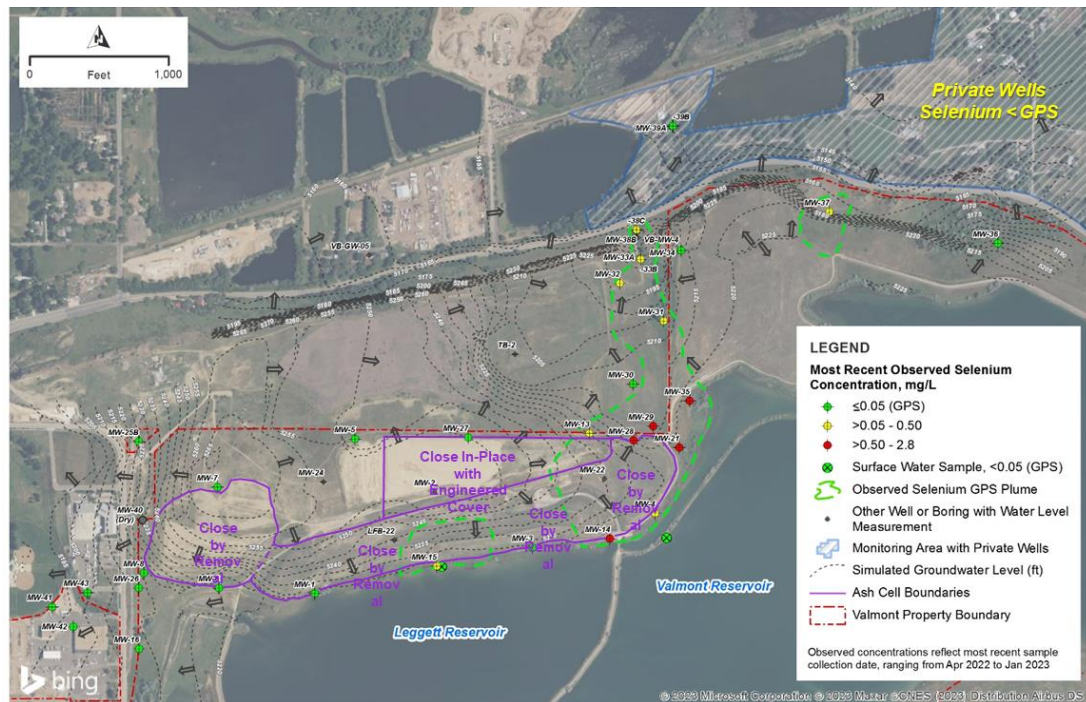 0
1,000
Feet
Private Wells
Selenium < GPS
-39B
MW-39A
MW-37
-38C
MW-38B
VB-MW-4
VB-GW-05
MW-34
MW-36
MW-33A
-33B
MW-32
MW-31
TB-2
MW-30
MW-35
MW-29
MW-13
MW-28
MW-21
MW-25B
MW-5
MW-27
Close In-Place
with
Engineered
Cover
MW-2
MW-22
MW-24
MW-7
Close
by
Remov
al
MW-4
MW-40
(Dry)
Close
by
Remov
al
LFB-22
Close
by
Remov
al
MW-3
Close
by
Remov
al
MW-14
MW-15
MW-8
MW-26
MW-1
MW-43
MW-41
MW-42
MW-16
Leggett Reservoir
Valmont Reservoir
LEGEND
Most Recent Observed Selenium
Concentration, mg/L
≤0.05 (GPS)
>0.05 - 0.50
>0.50 - 2.8
Surface Water Sample, <0.05 (GPS)
Observed Selenium GPS Plume
Other Well or Boring with Water Level
Measurement
Monitoring Area with Private Wells
Simulated Groundwater Level (ft)
Ash Cell Boundaries
Valmont Property Boundary
Observed concentrations reflect most recent sample
collection date, ranging from Apr 2022 to Jan 2023
bing
© 2023 Microsoft Corporation © 2023 Maxar ©CNES (2023) Distribution Airbus DS